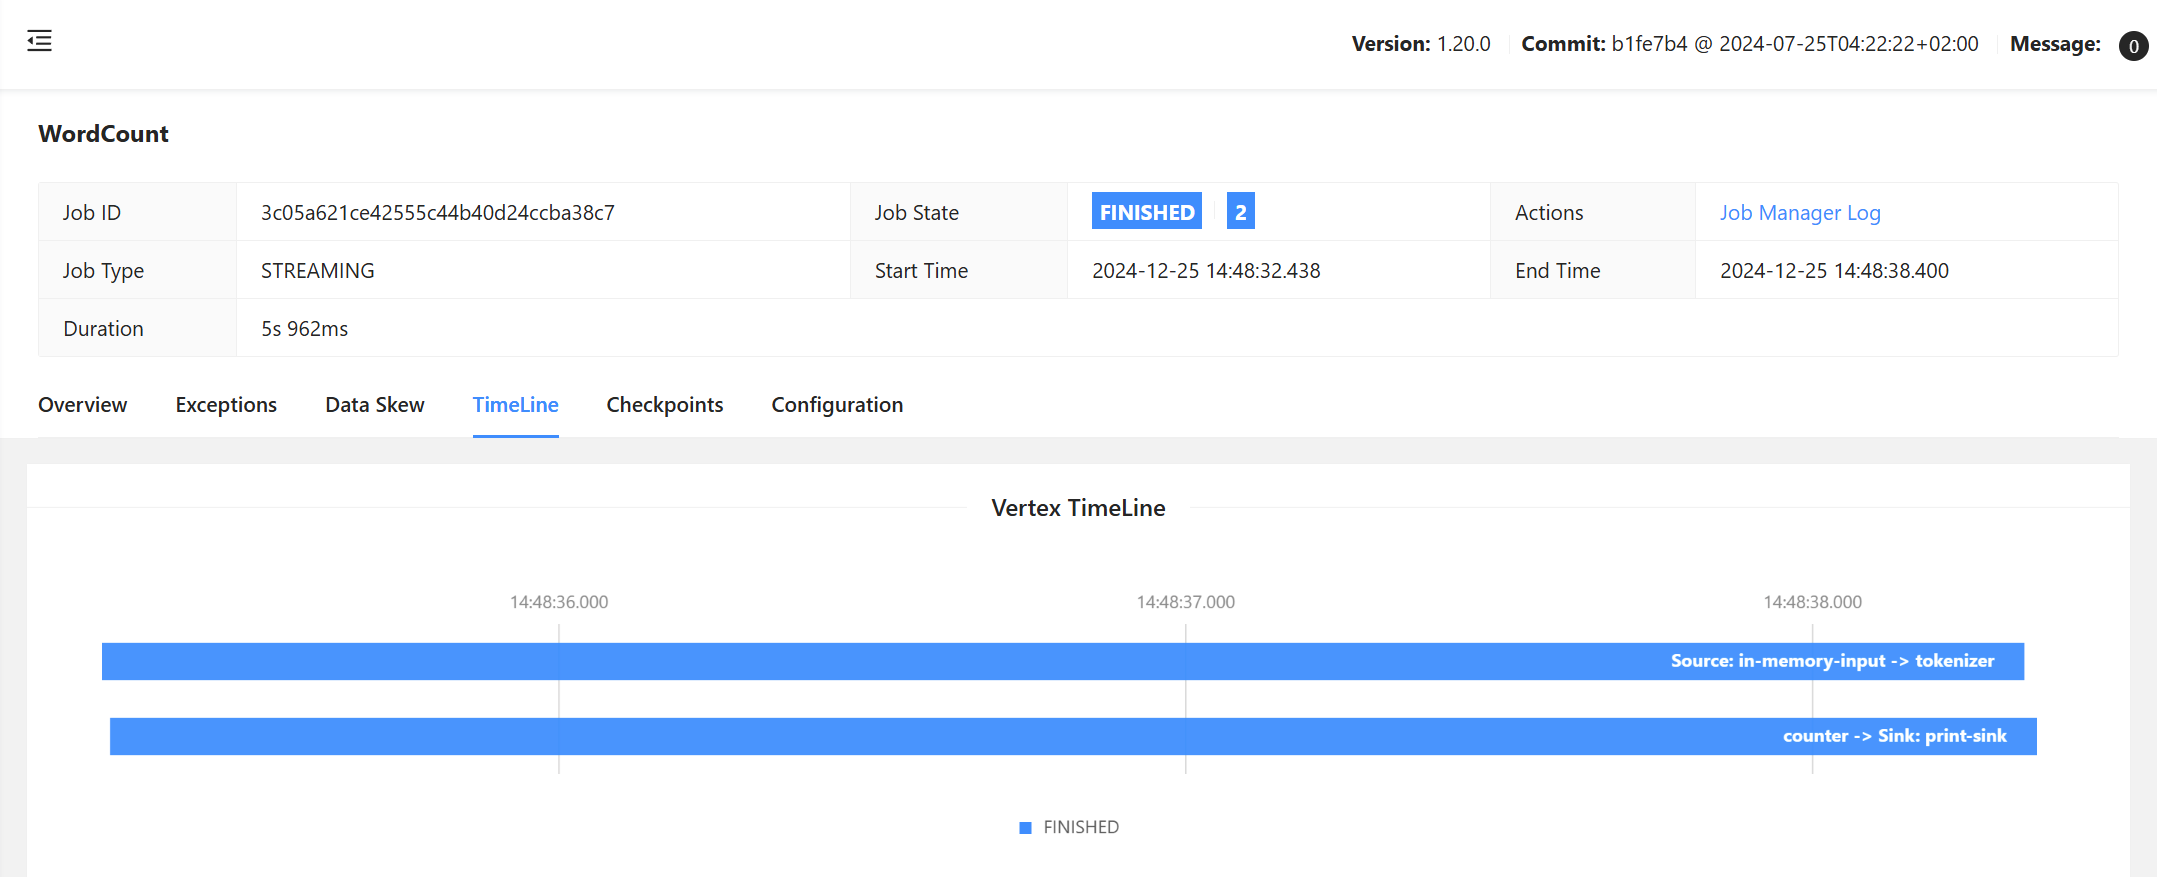 Version: 1.20.0 Commit: b1fe7b4 @ 2024-07-25T04:22:22+02:00 Message: 0
WordCount
Job ID 3c05a621ce42555c44b40d24ccba38c7 Job State FINISHED 2 Actions Job Manager Log
Job Type STREAMING Start Time 2024-12-25 14:48:32.438 End Time 2024-12-25 14:48:38.400
Duration 5s 962ms
Overview Exceptions Data Skew TimeLine Checkpoints Configuration
Vertex TimeLine
14:48:36.000 14:48:37.000 14:48:38.000
Source: in-memory-input -> tokenizer
counter -> Sink: print-sink
FINISHED